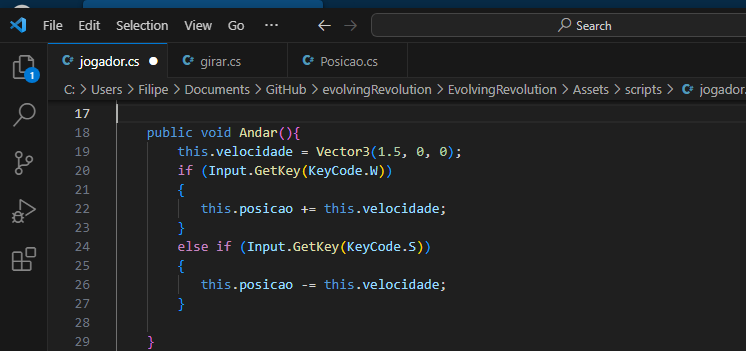 File Edit Selection View Go ··· Search
jogador.cs girar.cs Posicao.cs
C: > Users > Filipe > Documents > GitHub > evolvingRevolution > EvolvingRevolution > Assets > scripts > jogador.
1
17
18 public void Andar(){
19 this.velocidade = Vector3(1.5, 0, 0);
20 if (Input.GetKey(KeyCode.W))
21 {
22 this.posicao += this.velocidade;
23 }
24 else if (Input.GetKey(KeyCode.S))
25 {
26 this.posicao -= this.velocidade;
27 }
28
29 }